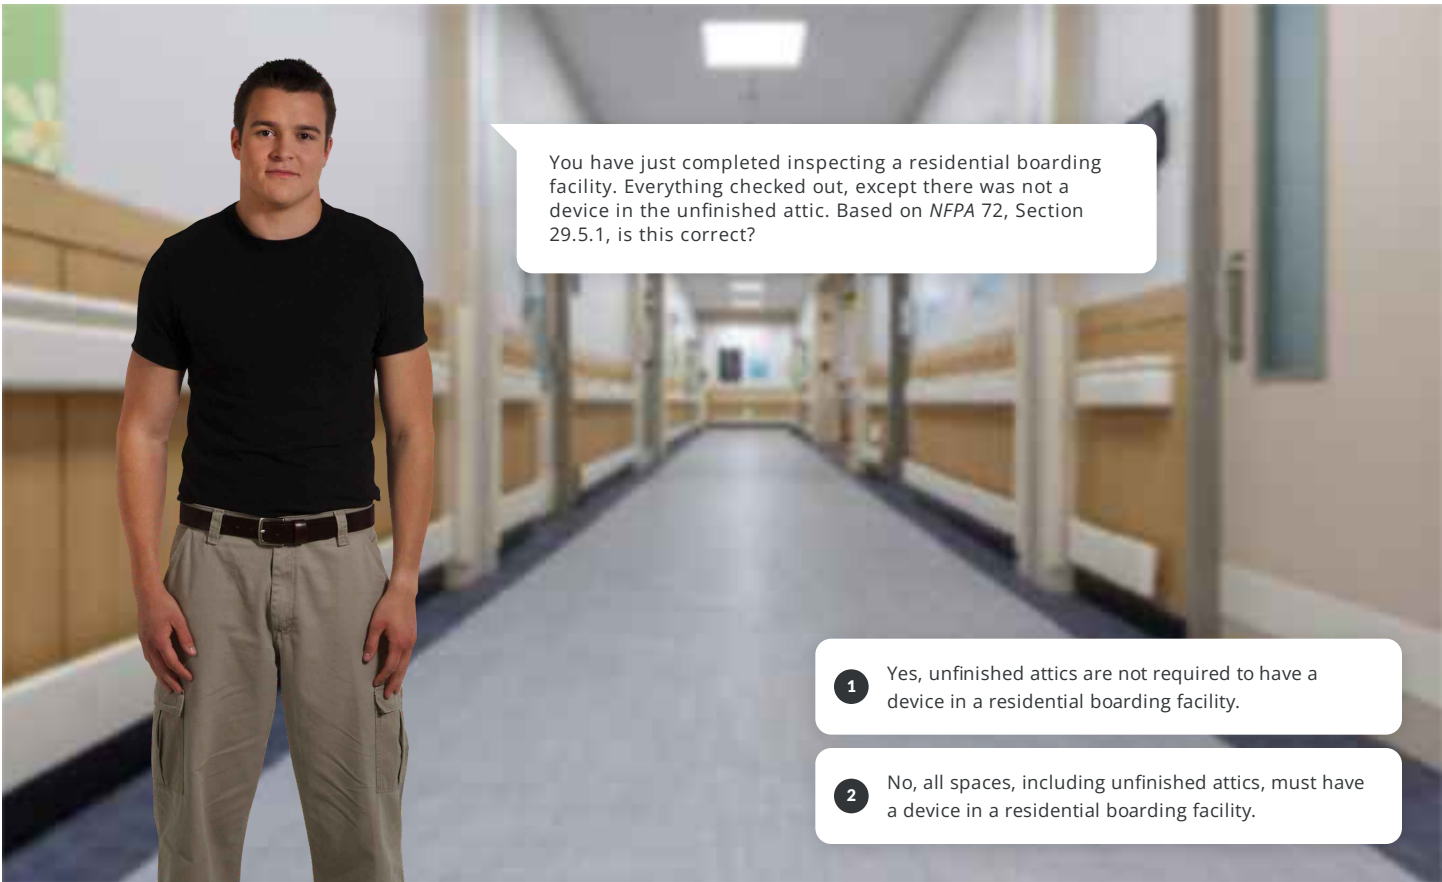 You have just completed inspecting a residential boarding
facility. Everything checked out, except there was not a
device in the unfinished attic. Based on NFPA 72, Section
29.5.1, is this correct?
1
Yes, unfinished attics are not required to have a
device in a residential boarding facility.
2
No, all spaces, including unfinished attics, must have
a device in a residential boarding facility.